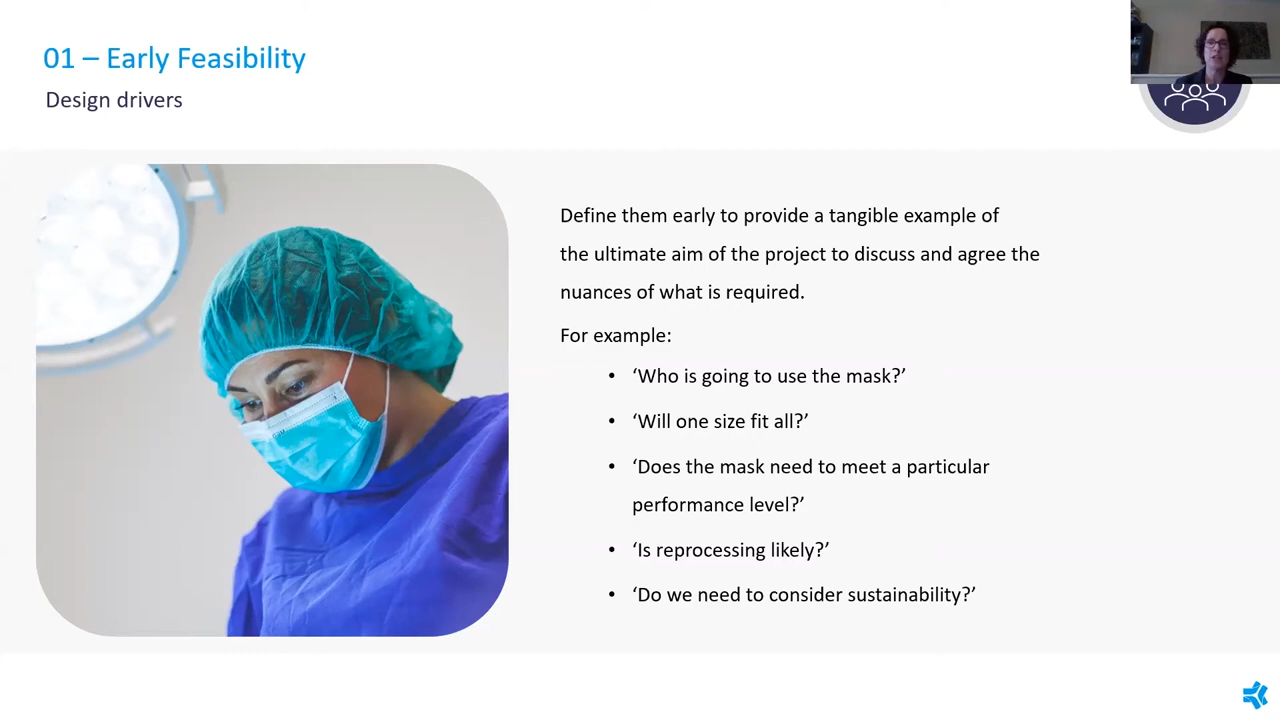 01 – Early Feasibility
Design drivers
Define them early to provide a tangible example of
the ultimate aim of the project to discuss and agree the
nuances of what is required.
For example:
• ‘Who is going to use the mask?’
• ‘Will one size fit all?’
• ‘Does the mask need to meet a particular
performance level?’
• ‘Is reprocessing likely?’
• ‘Do we need to consider sustainability?’